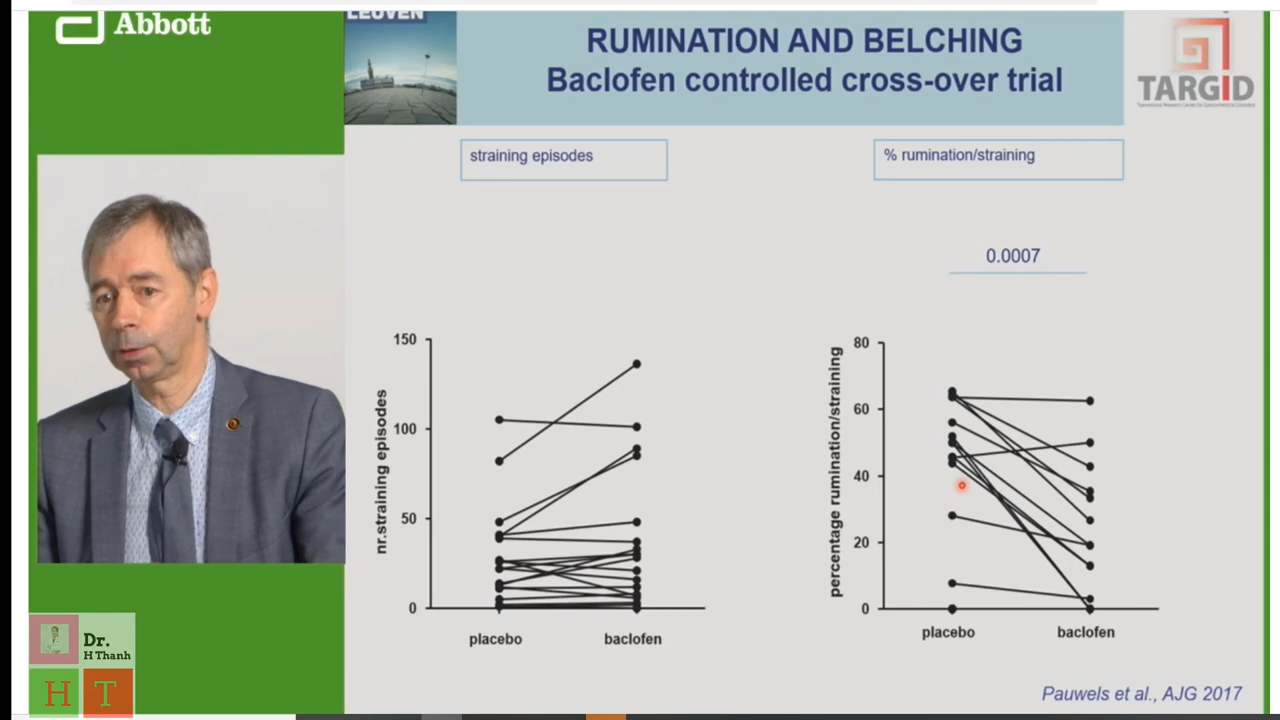 Abbott
LEUVEN
RUMINATION AND BELCHING
Baclofen controlled cross-over trial
TARGID
straining episodes
% rumination/straining
0.0007
150
100
50
0
nr.straining episodes
placebo
baclofen
80
60
40
20
0
percentage rumination/straining
placebo
baclofen
Pauwels et al., AJG 2017
Dr.
H Thanh
H T